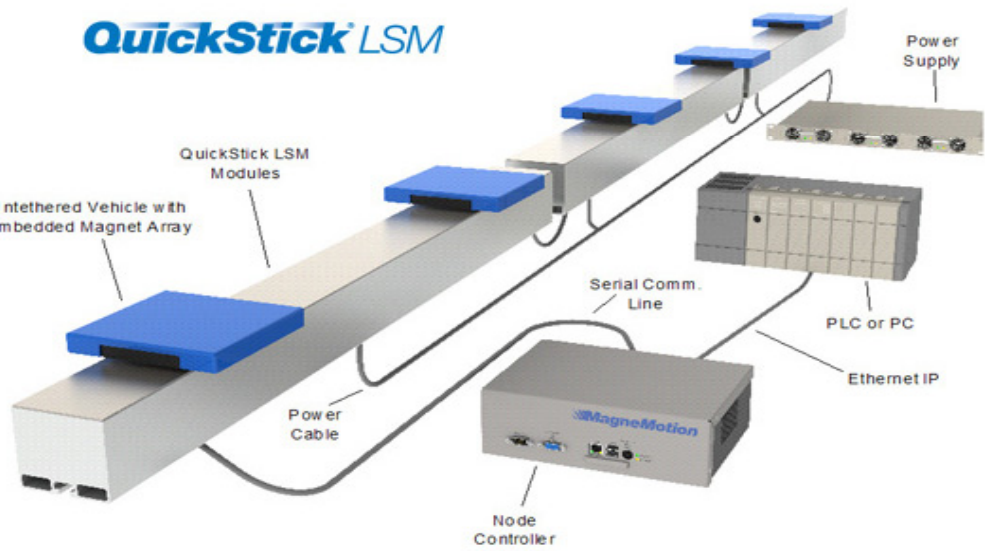 QuickStick LSM
Power
Supply
QuickStick LSM
Modules
ntethered Vehicle with
mbedded Magnet Array
Serial Comm.
Line
PLC or PC
Ethernet IP
Power
Cable
MagneMotion
Node
Controller